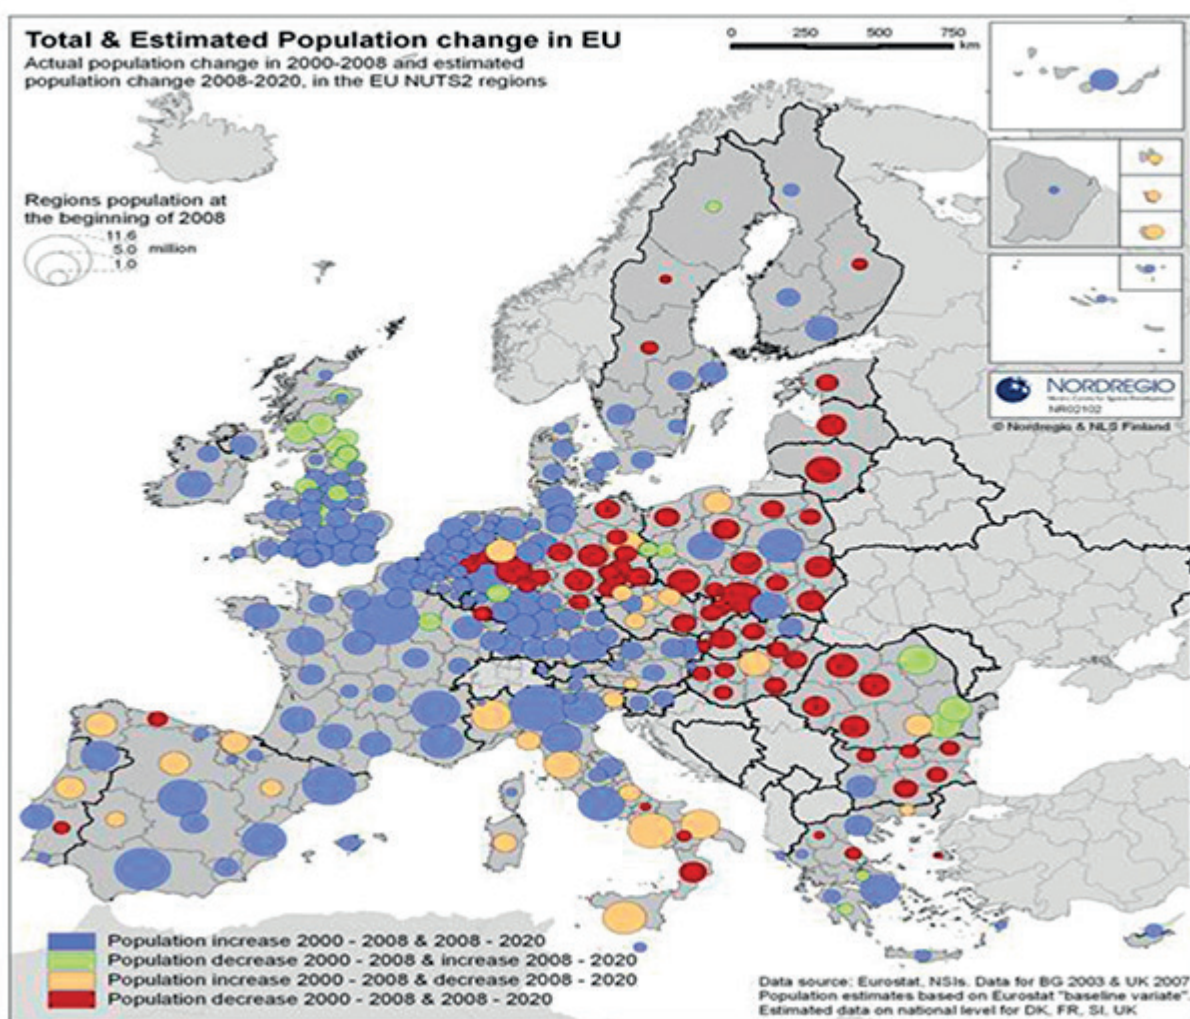 Total & Estimated Population change in EU
Actual population change in 2000-2008 and estimated
population change 2008-2020, in the EU NUTS2 regions
0 250 500 750
km
Regions population at
the beginning of 2008
11.6
5.0 million
1.0
NORDREGIO
Nordic Centre for Spatial Development
NR02102
© Nordregio & NLS Finland
Population increase 2000 - 2008 & 2008 - 2020
Population decrease 2000 - 2008 & increase 2008 - 2020
Population increase 2000 - 2008 & decrease 2008 - 2020
Population decrease 2000 - 2008 & 2008 - 2020
Data source: Eurostat, NSIs. Data for BG 2003 & UK 2007
Population estimates based on Eurostat "baseline variate".
Estimated data on national level for DK, FR, SI, UK